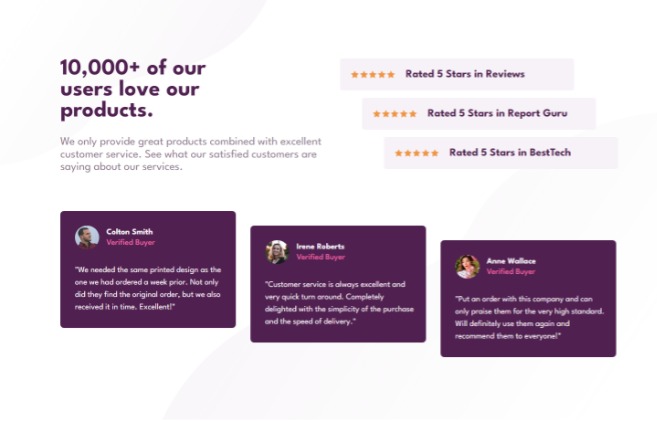 10,000+ of our
users love our
products.
We only provide great products combined with excellent
customer service. See what our satisfied customers are
saying about our services.
Rated 5 Stars in Reviews
Rated 5 Stars in Report Guru
Rated 5 Stars in BestTech
Colton Smith
Verified Buyer
"We needed the same printed design as the
one we had ordered a week prior. Not only
did they find the original order, but we also
received it in time. Excellent!"
Irene Roberts
Verified Buyer
"Customer service is always excellent and
very quick turn around. Completely
delighted with the simplicity of the purchase
and the speed of delivery."
Anne Wallace
Verified Buyer
"Put an order with this company and can
only praise them for the very high standard.
Will definitely use them again and
recommend them to everyone!"